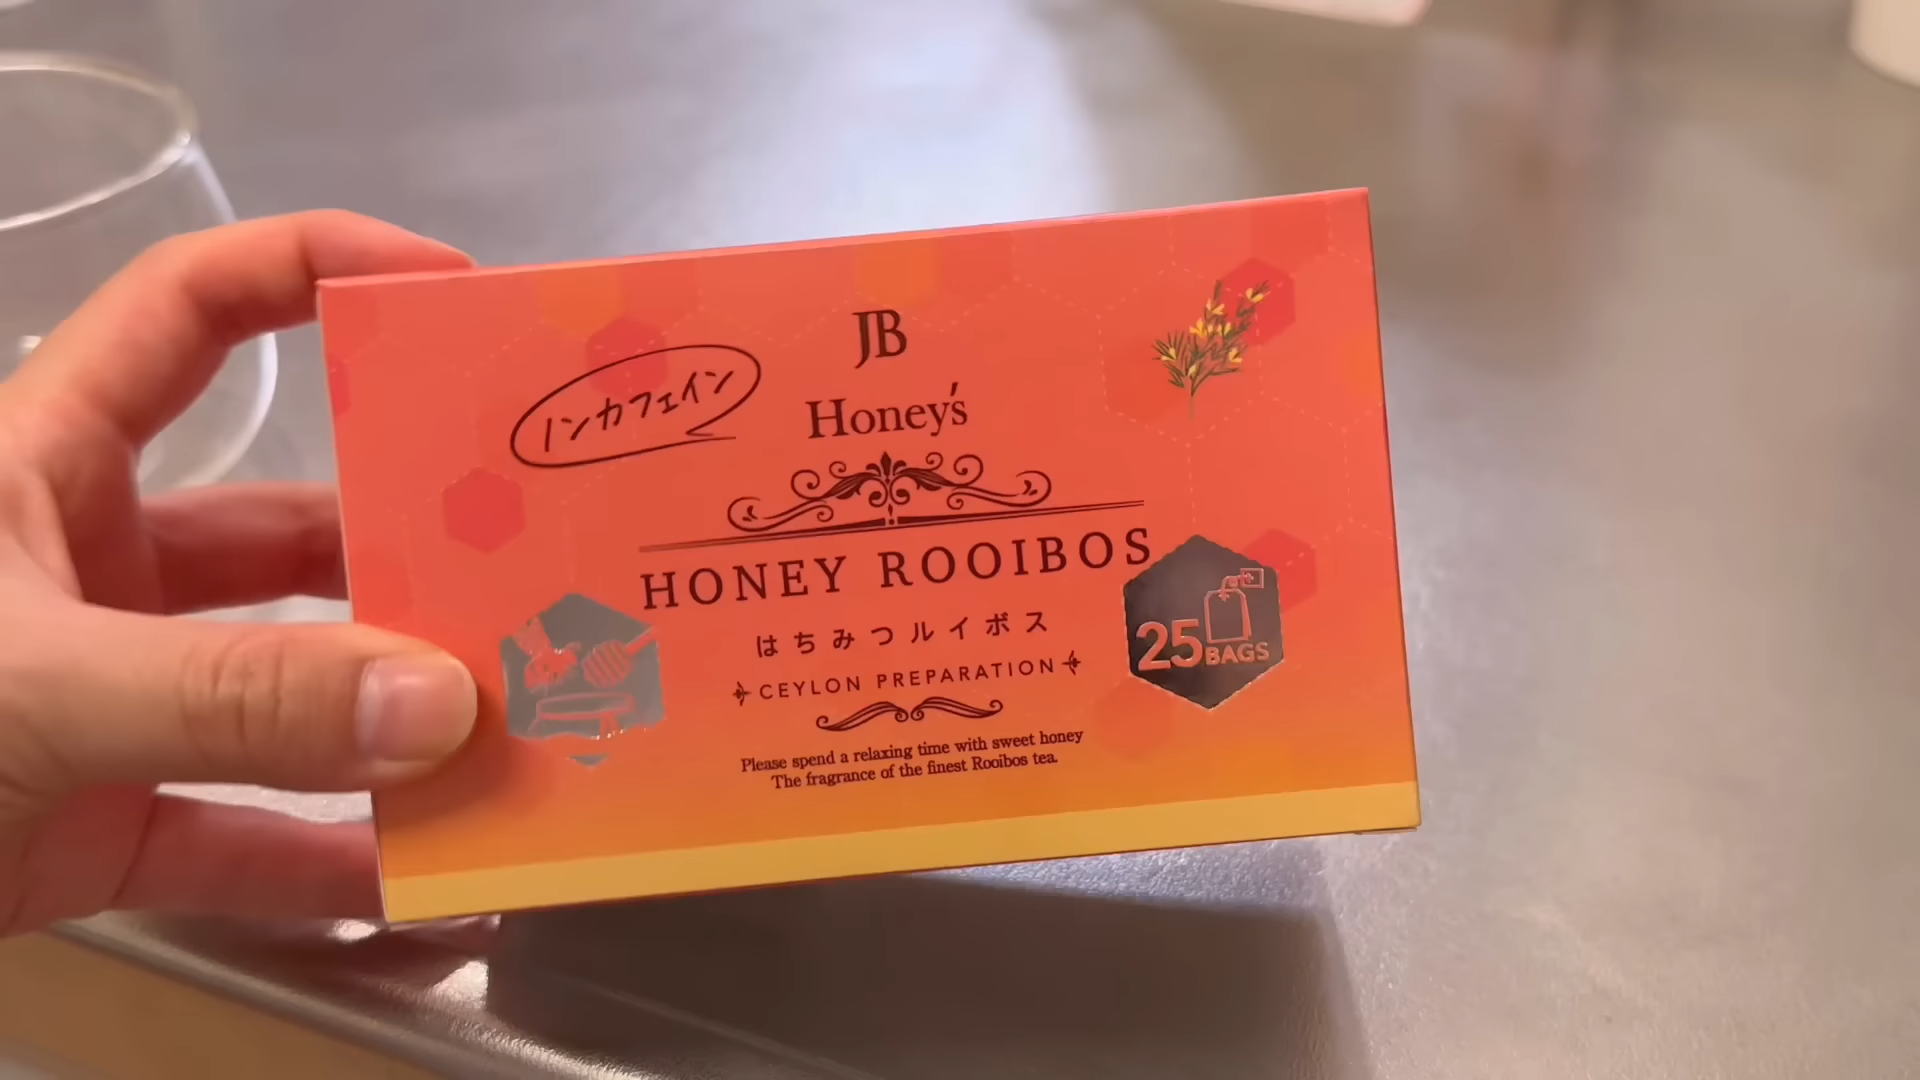 JB
Honey's
ノンカフェイン
HONEY ROOIBOS
はちみつルイボス
CEYLON PREPARATION
25 BAGS
Please spend a relaxing time with sweet honey
The fragrance of the finest Rooibos tea.